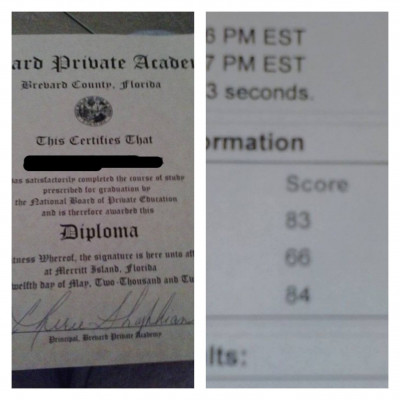 ard Private Acade
Brevard County, Florida
This Certifies That
has satisfactorily completed the course of study
prescribed for graduation by
the National Board of Private Education
and is therefore awarded this
Diploma
tness Whereof, the signature is here unto af
at Merritt Island, Florida
welfth day of May, Two-Thousand and Tw
Principal, Brevard Private Academy
6 PM EST
7 PM EST
3 seconds.
ormation
Score
83
66
84
lts: